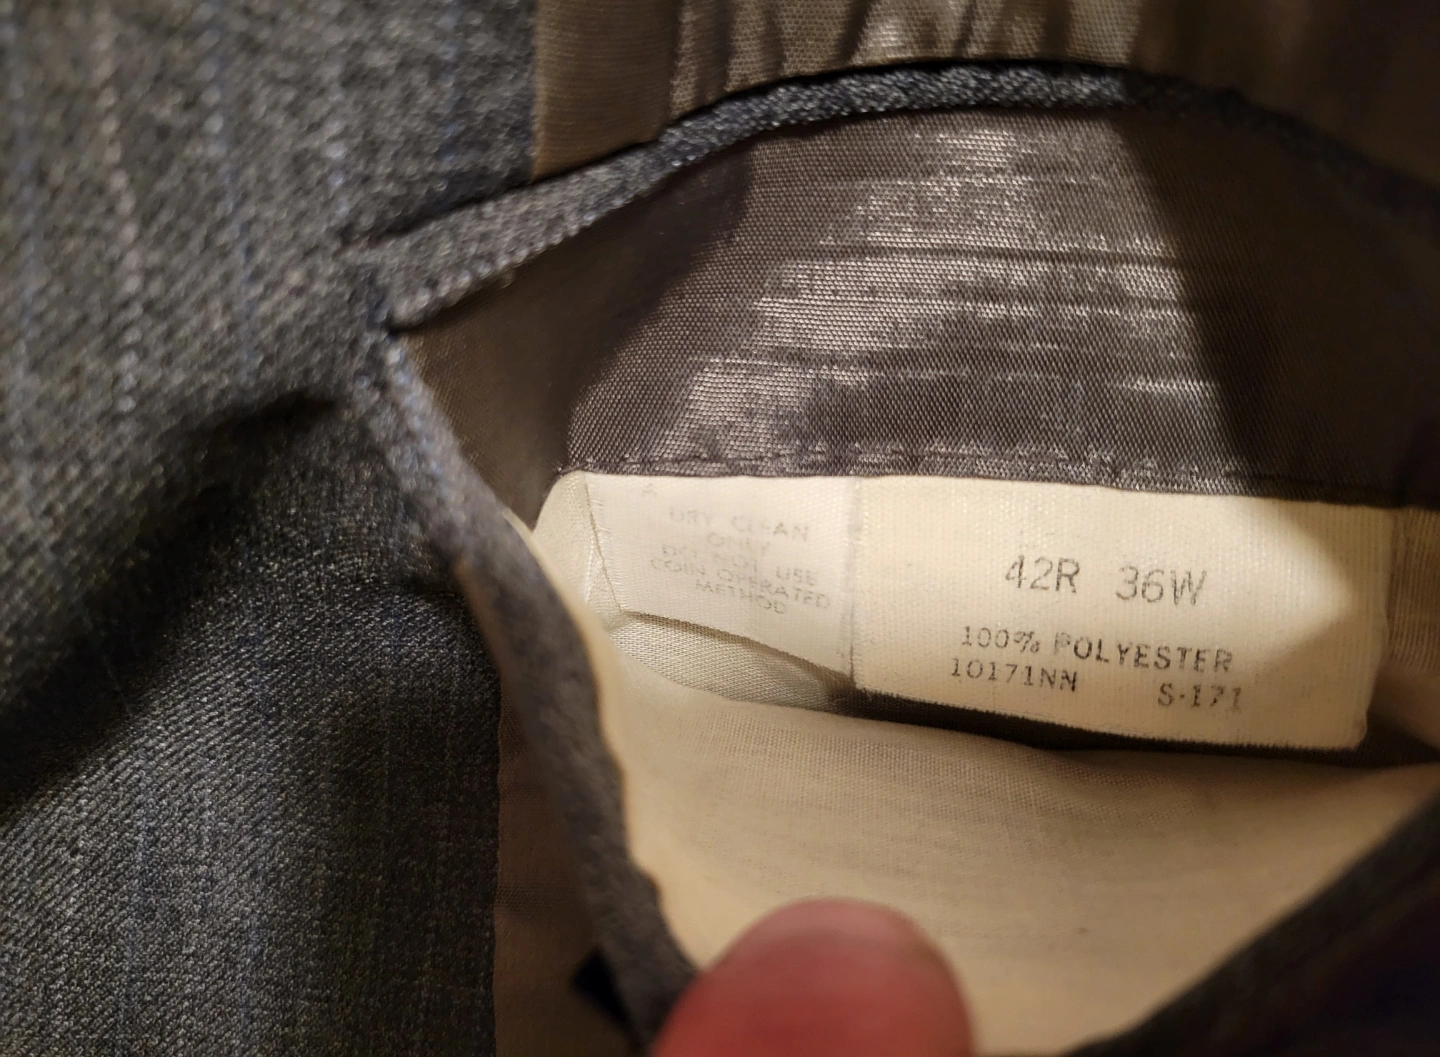 DRY CLEAN
ONLY
DO NOT USE
COIN OPERATED
METHOD
42R 36W
100% POLYESTER
10171NN S-171